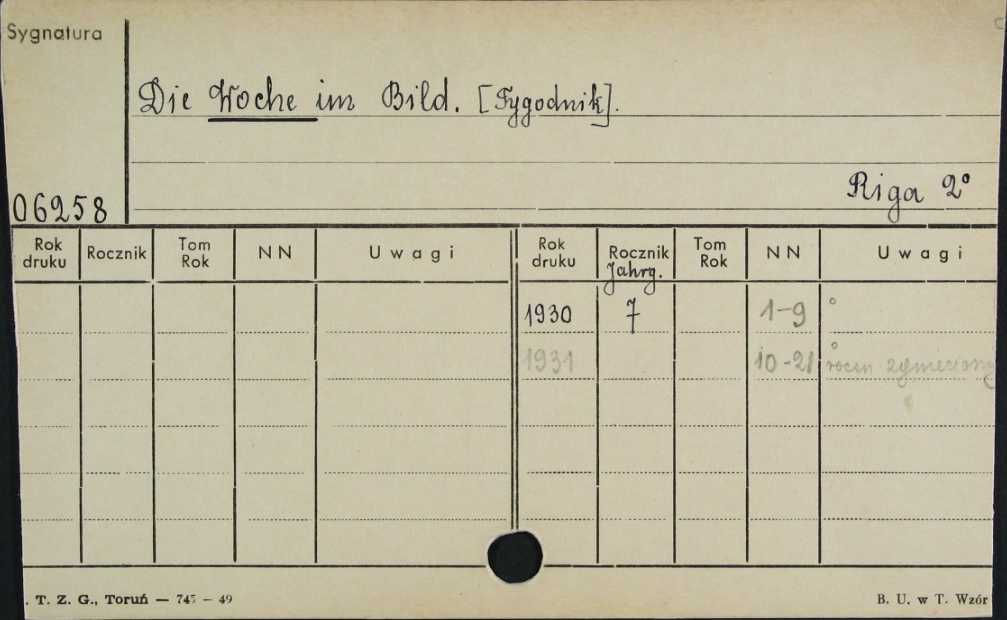 Sygnatura
Die Woche im Bild. [Tygodnik].
Riga 2°
06258
Rok druku Rocznik Tom Rok NN Uwagi Rok druku Rocznik Jahrg. Tom Rok NN Uwagi
1930 7 1-9 °
1931 10-21 °
. T. Z. G., Toruń — 745 — 49
B. U. w T. Wzór